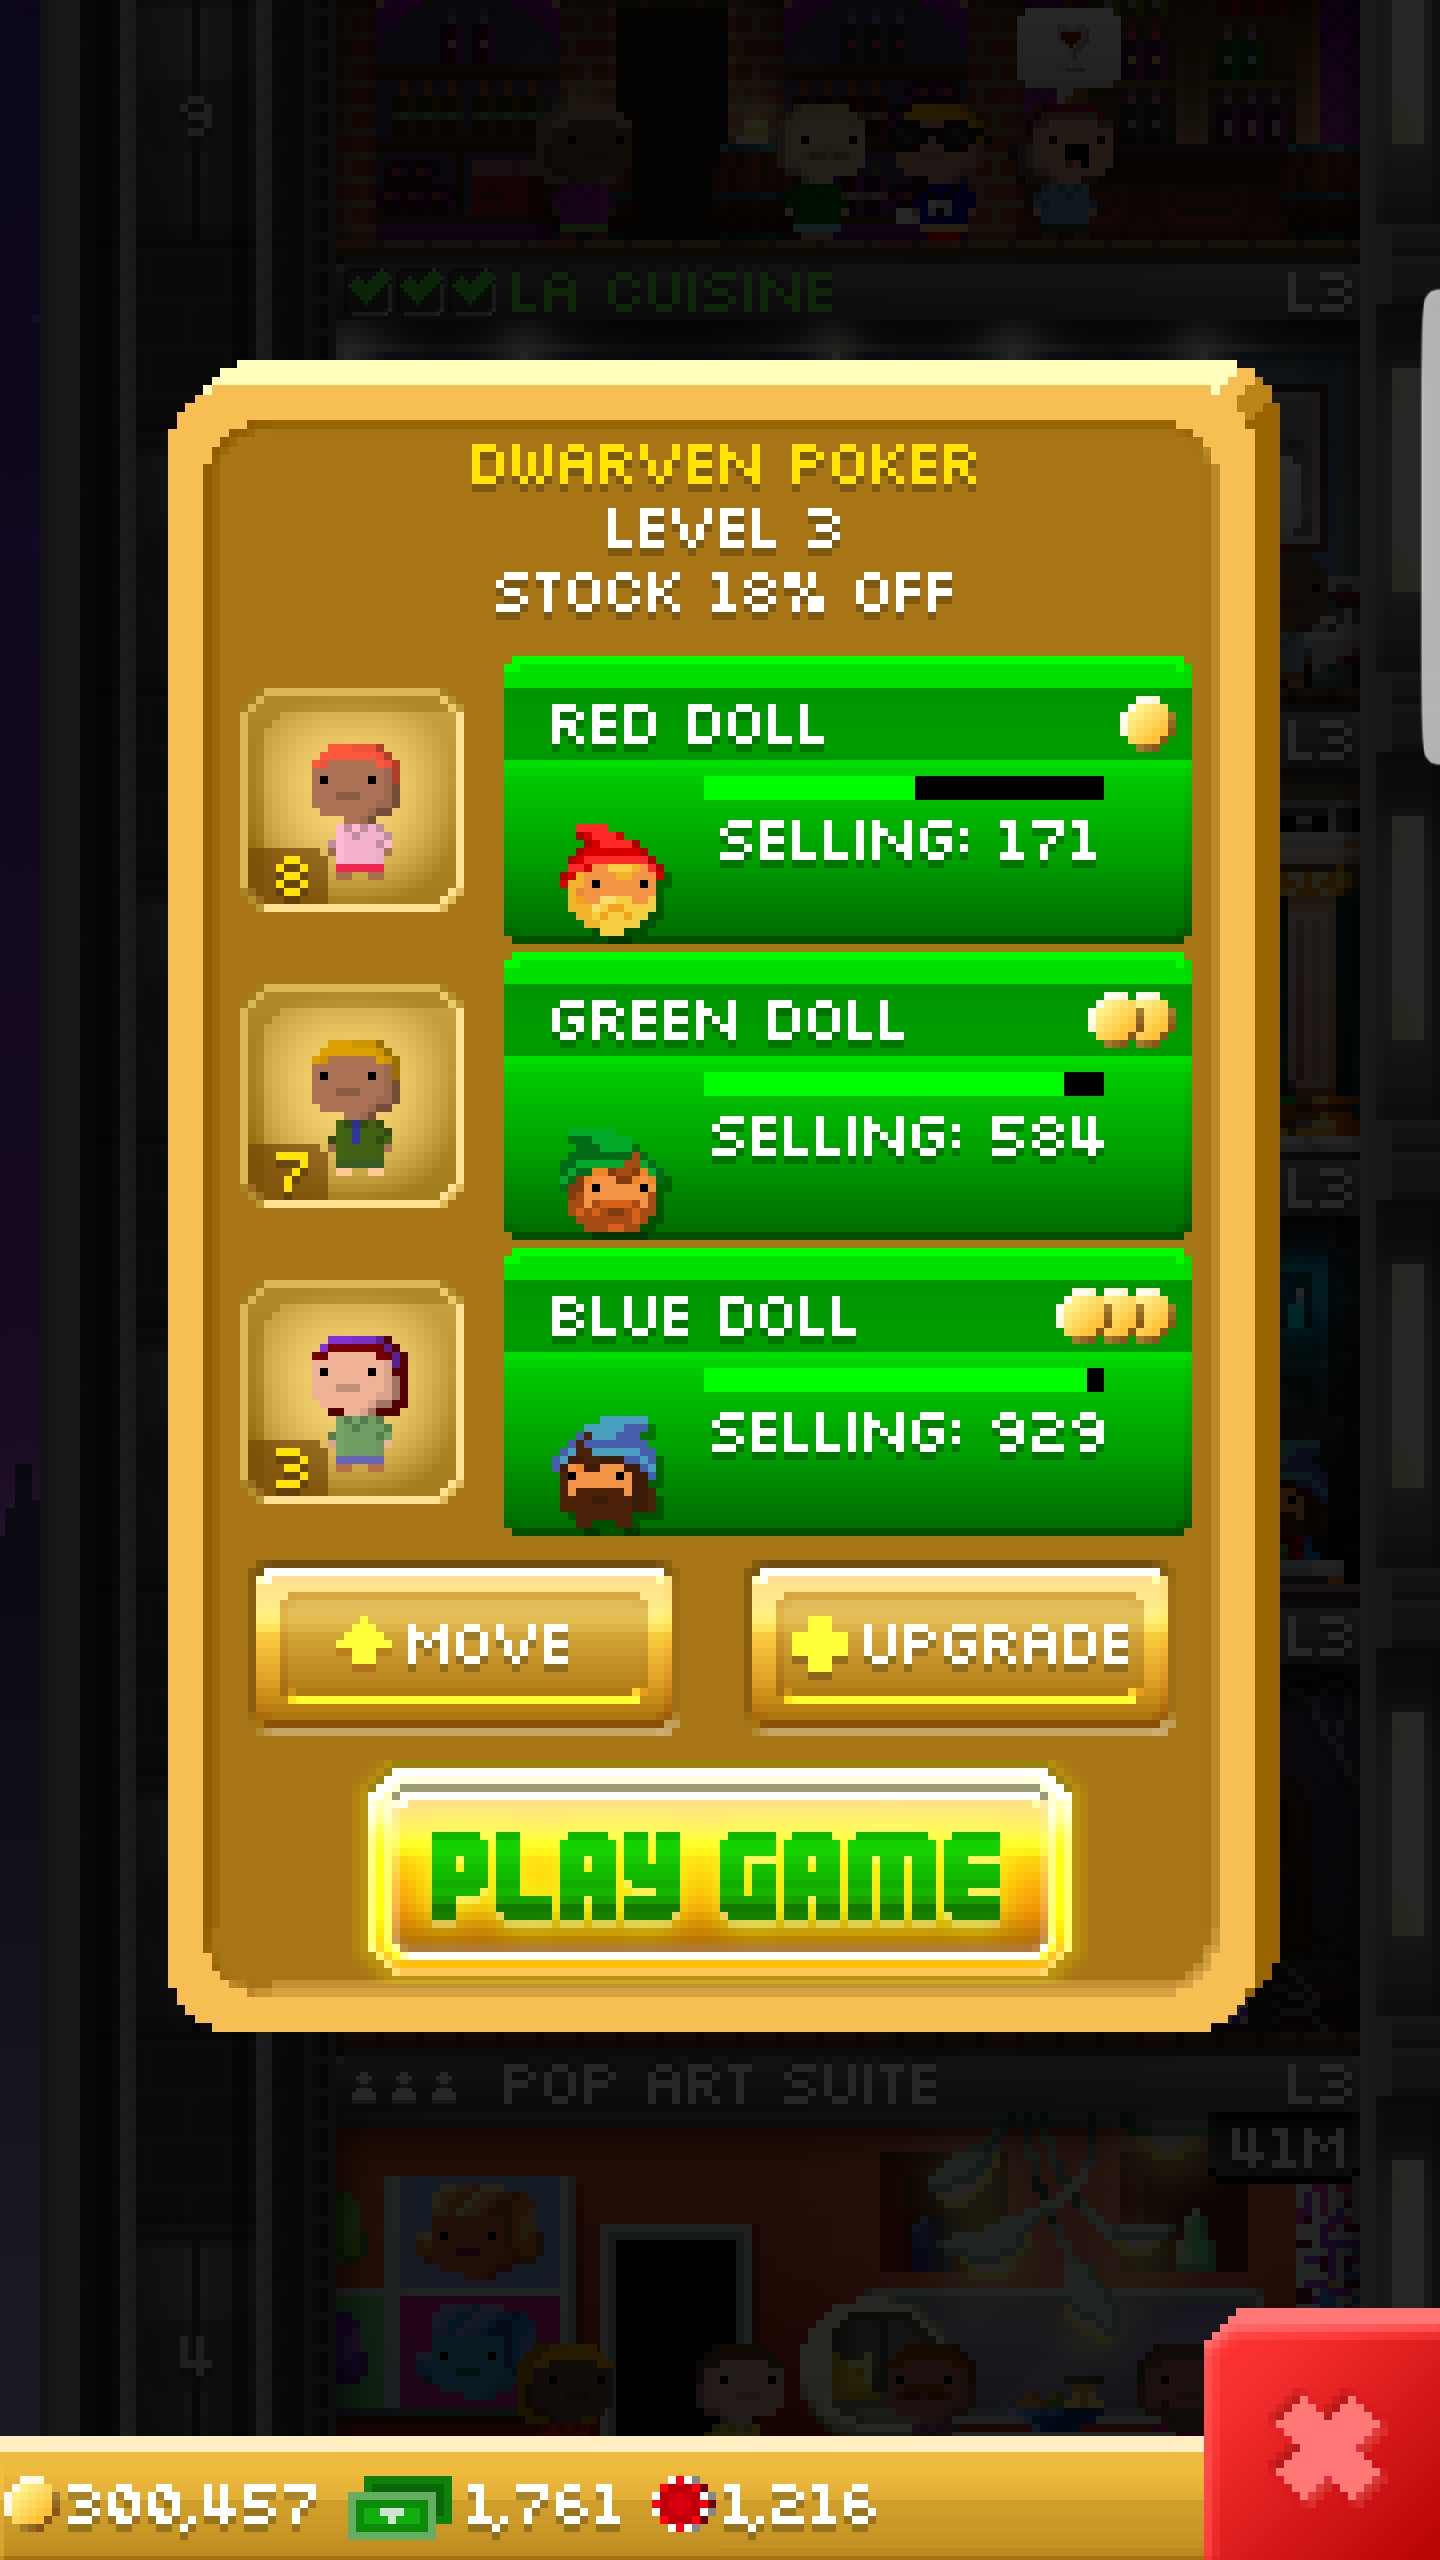 9
LA CUISINE L3
DWARVEN POKER
LEVEL 3
STOCK 18% OFF
L3
RED DOLL
SELLING: 171
8
GREEN DOLL
SELLING: 584
7
L3
BLUE DOLL
SELLING: 929
3
MOVE
UPGRADE
L3
PLAY GAME
POP ART SUITE L3
41M
4
300,457 1,761 1,216